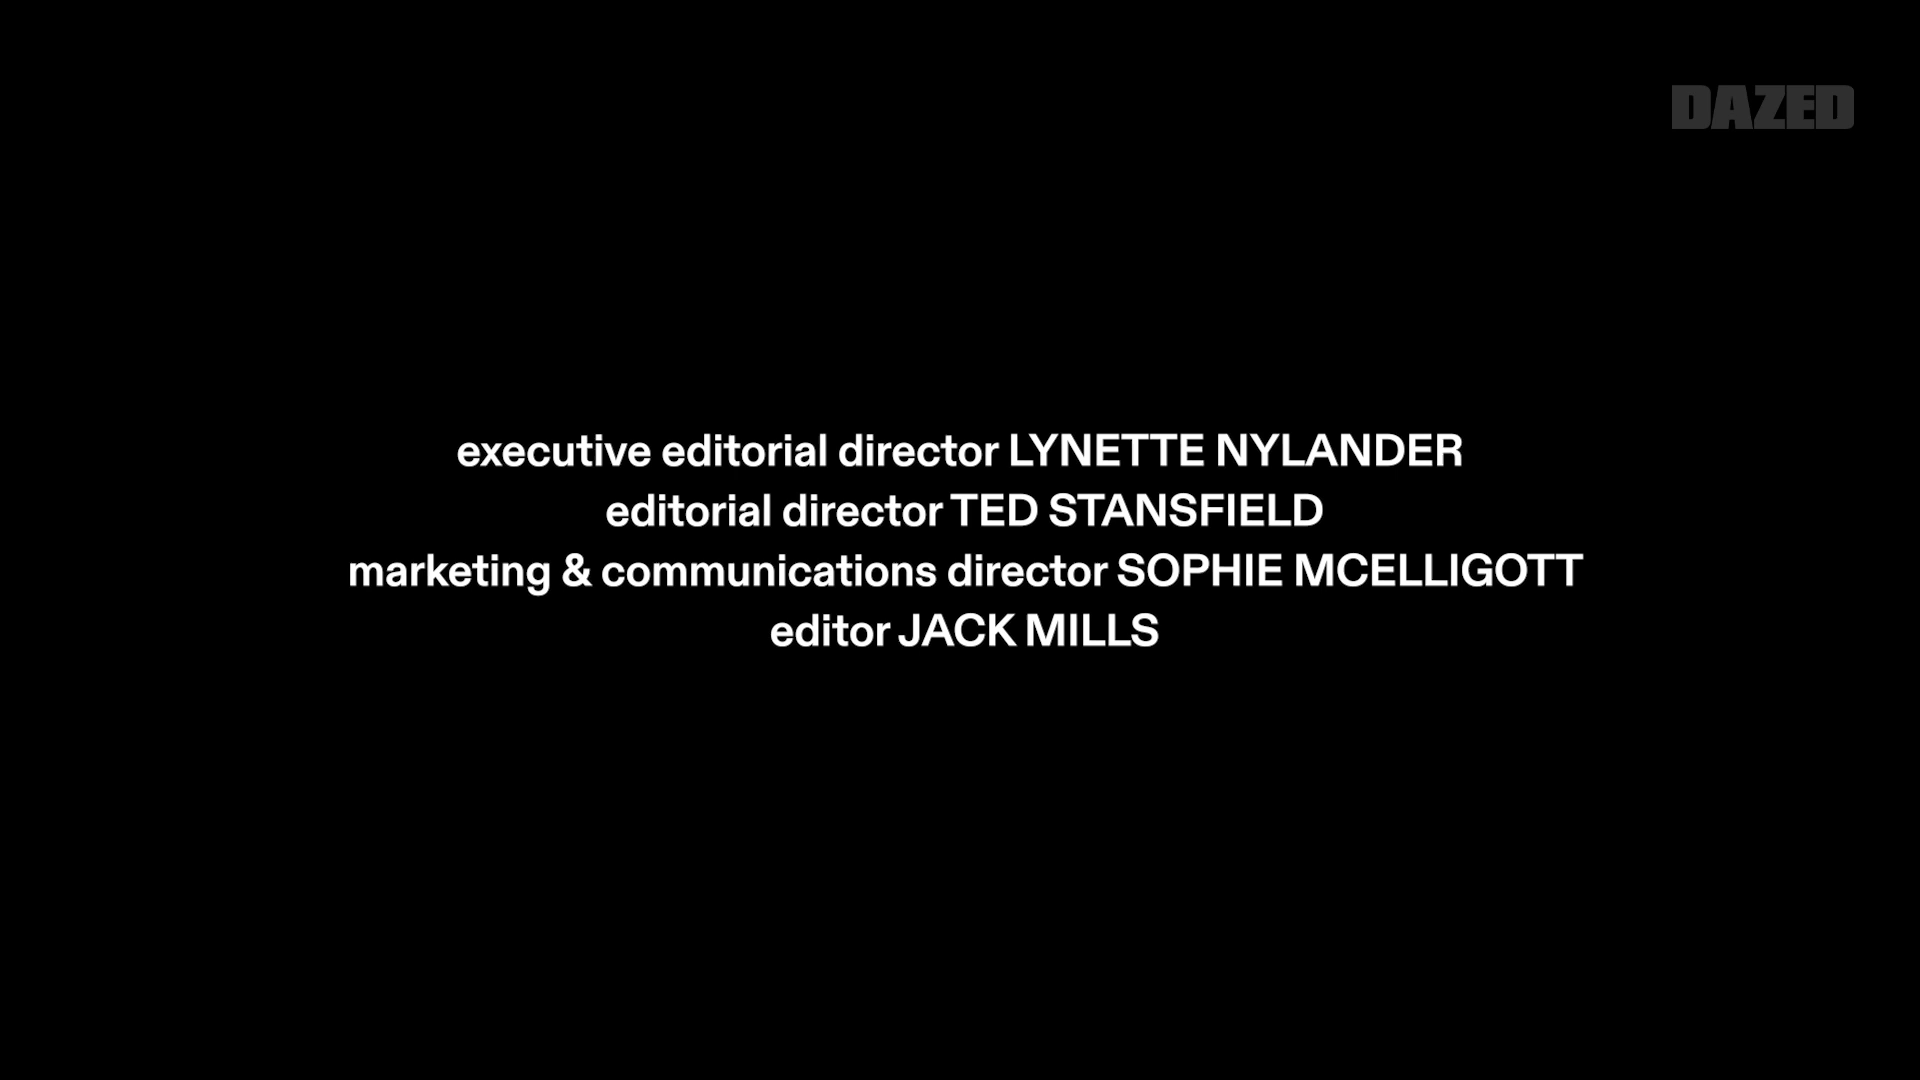 DAZED
executive editorial director LYNETTE NYLANDER
editorial director TED STANSFIELD
marketing & communications director SOPHIE MCELLIGOTT
editor JACK MILLS